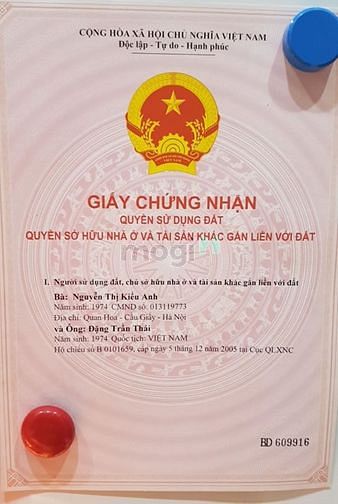 CỘNG HÒA XÃ HỘI CHỦ NGHĨA VIỆT NAM
Độc lập - Tự do - Hạnh phúc
GIẤY CHỨNG NHẬN
QUYỀN SỬ DỤNG ĐẤT
QUYỀN SỞ HỮU NHÀ Ở VÀ TÀI SẢN KHÁC GẮN LIỀN VỚI ĐẤT
mogi
I. Người sử dụng đất, chủ sở hữu nhà ở và tài sản khác gắn liền với đất
Bà: Nguyễn Thị Kiều Anh
Năm sinh: 1974 CMND số: 013119773
Địa chỉ: Quan Hoa - Cầu Giấy - Hà Nội
và Ông: Đặng Trần Thái
Năm sinh: 1974 Quốc tịch: VIỆT NAM
Hộ chiếu số B 0101659, cấp ngày 5 tháng 12 năm 2005 tại Cục QLXNC
BD 609916